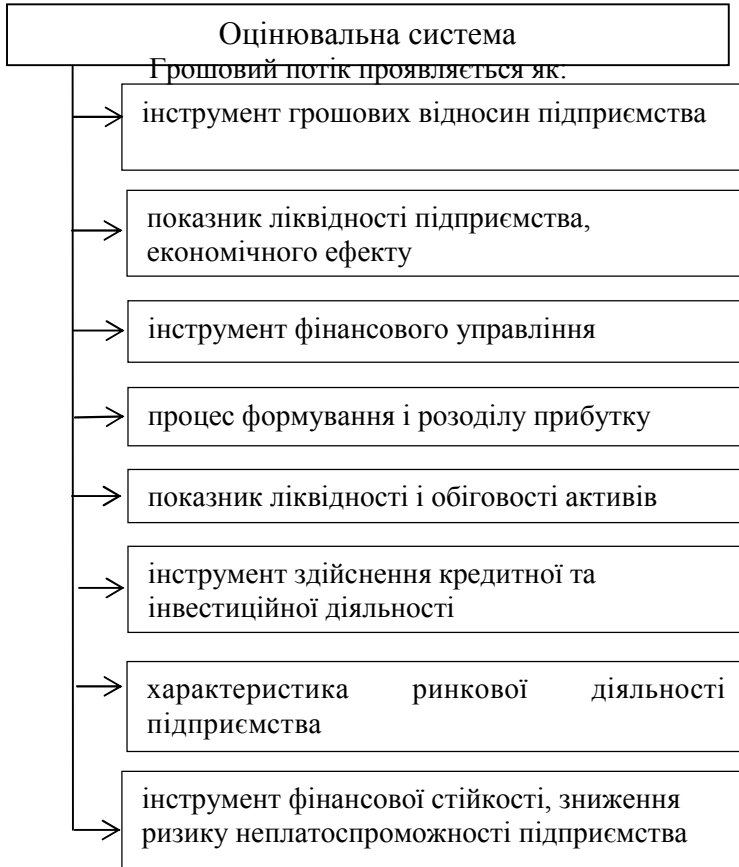 Оцінювальна система
Грошовий потік проявляється як:
інструмент грошових відносин підприємства
показник ліквідності підприємства,
економічного ефекту
інструмент фінансового управління
процес формування і розоділу прибутку
показник ліквідності і обіговості активів
інструмент здійснення кредитної та
інвестиційної діяльності
характеристика ринкової діяльності
підприємства
інструмент фінансової стійкості, зниження
ризику неплатоспроможності підприємства